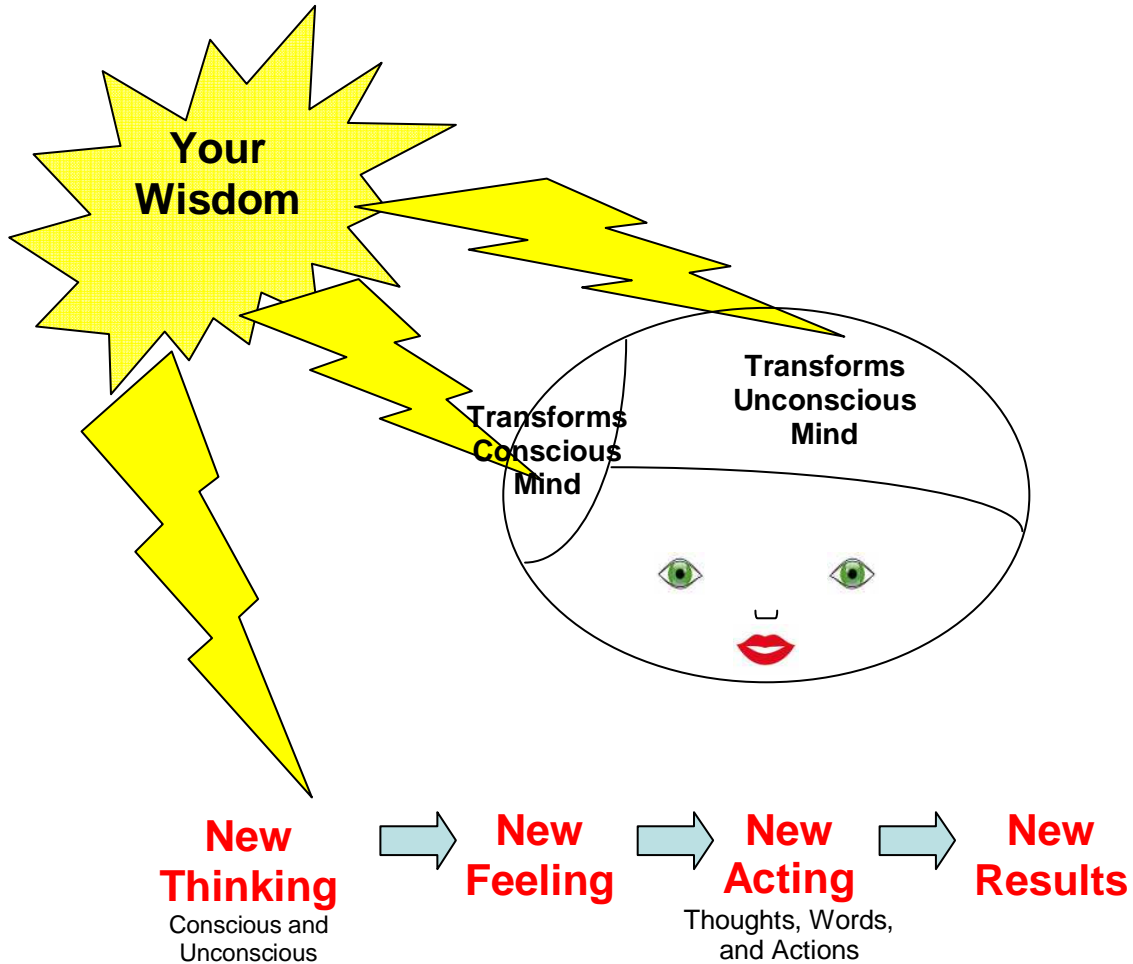 Your
Wisdom
Transforms
Conscious
Mind
Transforms
Unconscious
Mind
New
Thinking
Conscious and
Unconscious
New
Feeling
New
Acting
Thoughts, Words,
and Actions
New
Results